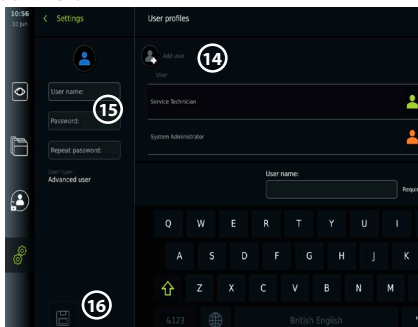 10:56
10 Jun
Settings
User profiles
14
Add user
User
User name:
15
Service Technician
Password:
System Administrator
Repeat password:
User type:
Advanced user
User name:
Requir
Q W E R T Y U I
A S D F G H J K
Z X C V B N M
16
&123
British English